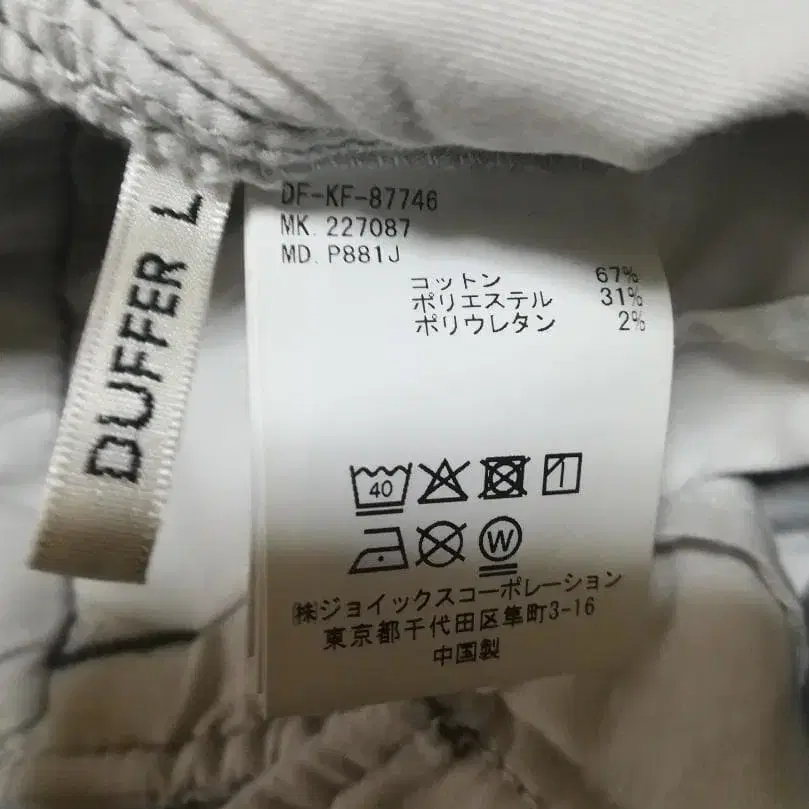 DUFFER L
DF-KF-87746
MK. 227087
MD. P881J
コットン 67%
ポリエステル 31%
ポリウレタン 2%
40
W
㈱ジョイックスコーポレーション
東京都千代田区隼町3-16
中国製